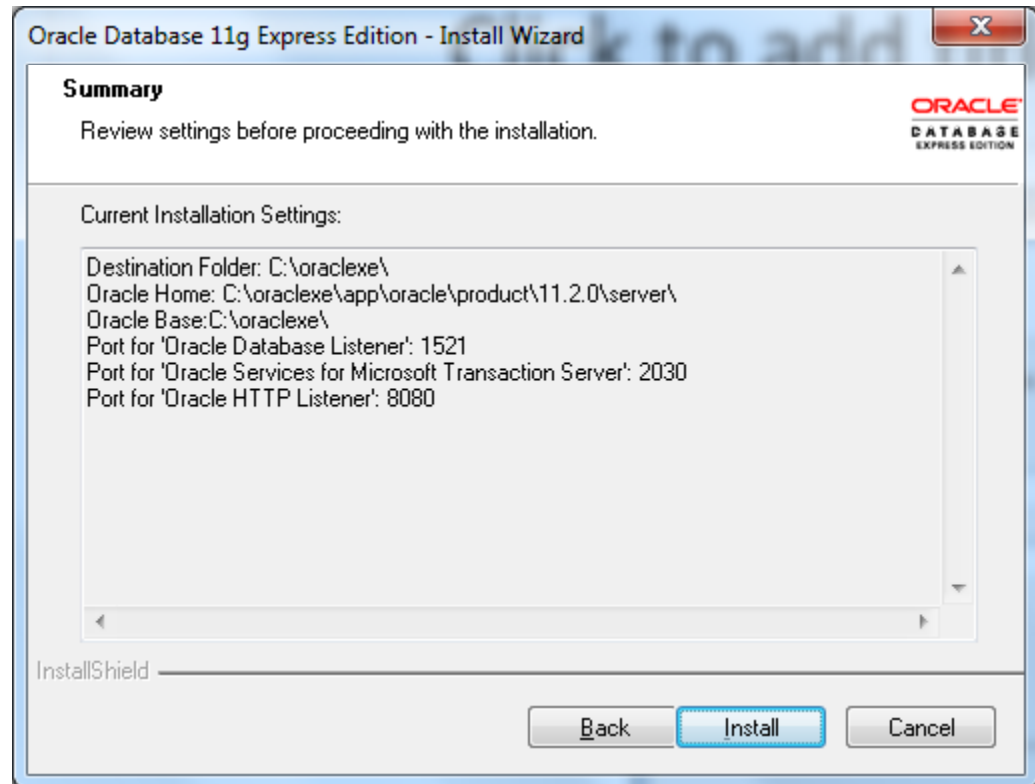 Click to add
Oracle Database 11g Express Edition - Install Wizard
Summary
Review settings before proceeding with the installation.
ORACLE
DATABASE
EXPRESS EDITION
Current Installation Settings:
Destination Folder: C:\oraclexe\
Oracle Home: C:\oraclexe\app\oracle\product\11.2.0\server\
Oracle Base:C:\oraclexe\
Port for 'Oracle Database Listener': 1521
Port for 'Oracle Services for Microsoft Transaction Server': 2030
Port for 'Oracle HTTP Listener': 8080
InstallShield
Back
Install
Cancel